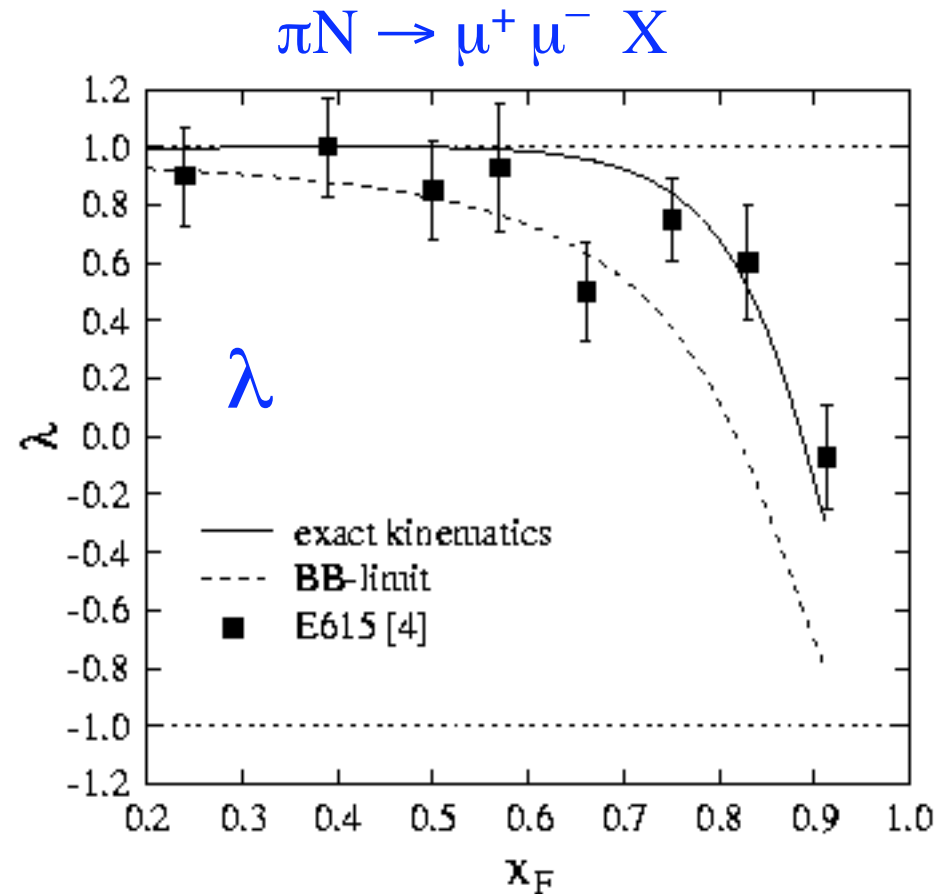 πN → μ⁺ μ⁻ X
1.2
1.0
0.8
0.6
0.4
0.2
0.0
-0.2
-0.4
-0.6
-0.8
-1.0
-1.2
λ
λ
exact kinematics
BB-limit
E615 [4]
0.2 0.3 0.4 0.5 0.6 0.7 0.8 0.9 1.0
x_F